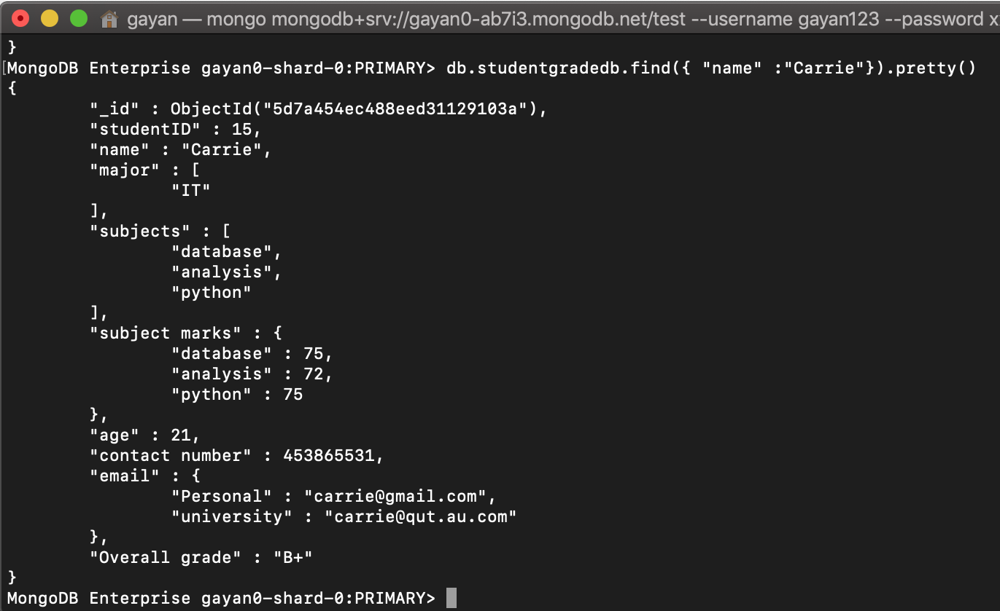 gayan — mongo mongodb+srv://gayan0-ab7i3.mongodb.net/test --username gayan123 --password x
}
[MongoDB Enterprise gayan0-shard-0:PRIMARY> db.studentgradedb.find({ "name" :"Carrie"}).pretty()
{
        "_id" : ObjectId("5d7a454ec488eed31129103a"),
        "studentID" : 15,
        "name" : "Carrie",
        "major" : [
                "IT"
        ],
        "subjects" : [
                "database",
                "analysis",
                "python"
        ],
        "subject marks" : {
                "database" : 75,
                "analysis" : 72,
                "python" : 75
        },
        "age" : 21,
        "contact number" : 453865531,
        "email" : {
                "Personal" : "carrie@gmail.com",
                "university" : "carrie@qut.au.com"
        },
        "Overall grade" : "B+"
}
MongoDB Enterprise gayan0-shard-0:PRIMARY>